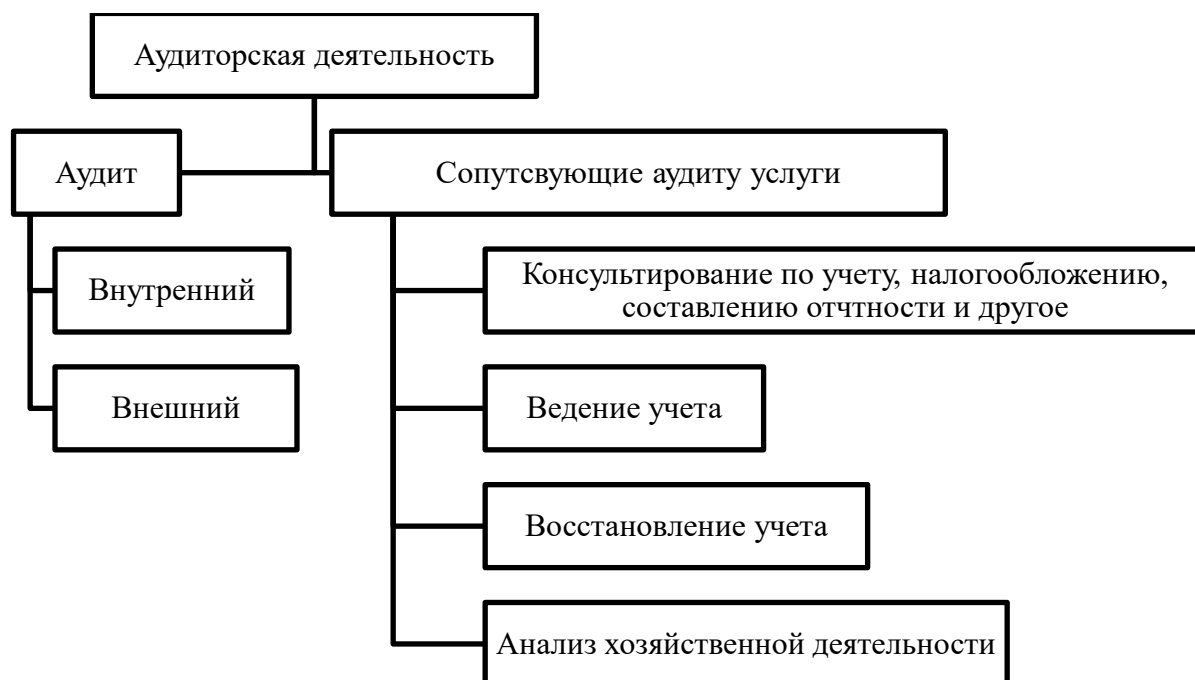 Аудиторская деятельность
Аудит
Сопутсвующие аудиту услуги
Внутренний
Внешний
Консультирование по учету, налогообложению,
составлению отчтности и другое
Ведение учета
Восстановление учета
Анализ хозяйственной деятельности